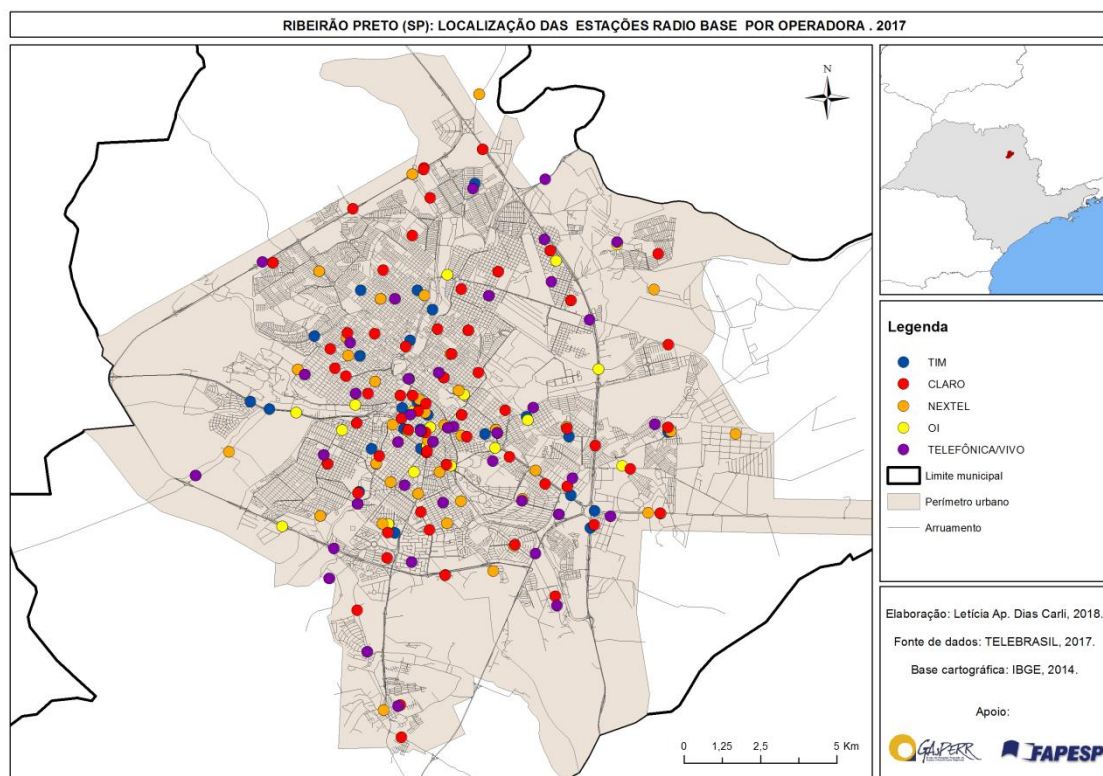 RIBEIRÃO PRETO (SP): LOCALIZAÇÃO DAS ESTAÇÕES RADIO BASE POR OPERADORA . 2017
N
0 1,25 2,5 5 Km
Legenda
TIM
CLARO
NEXTEL
OI
TELEFÔNICA/VIVO
Limite municipal
Perímetro urbano
Arruamento
Elaboração: Letícia Ap. Dias Carli, 2018.
Fonte de dados: TELEBRASIL, 2017.
Base cartográfica: IBGE, 2014.
Apoio:
GAsPERR
FAPESP